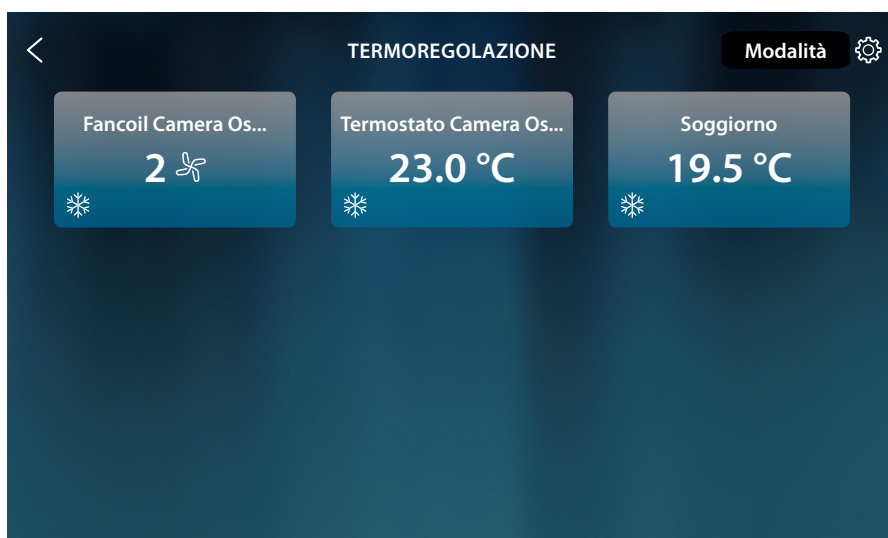 TERMOREGOLAZIONE
Modalità
Fancoil Camera Os...
2
Termostato Camera Os...
23.0 °C
Soggiorno
19.5 °C